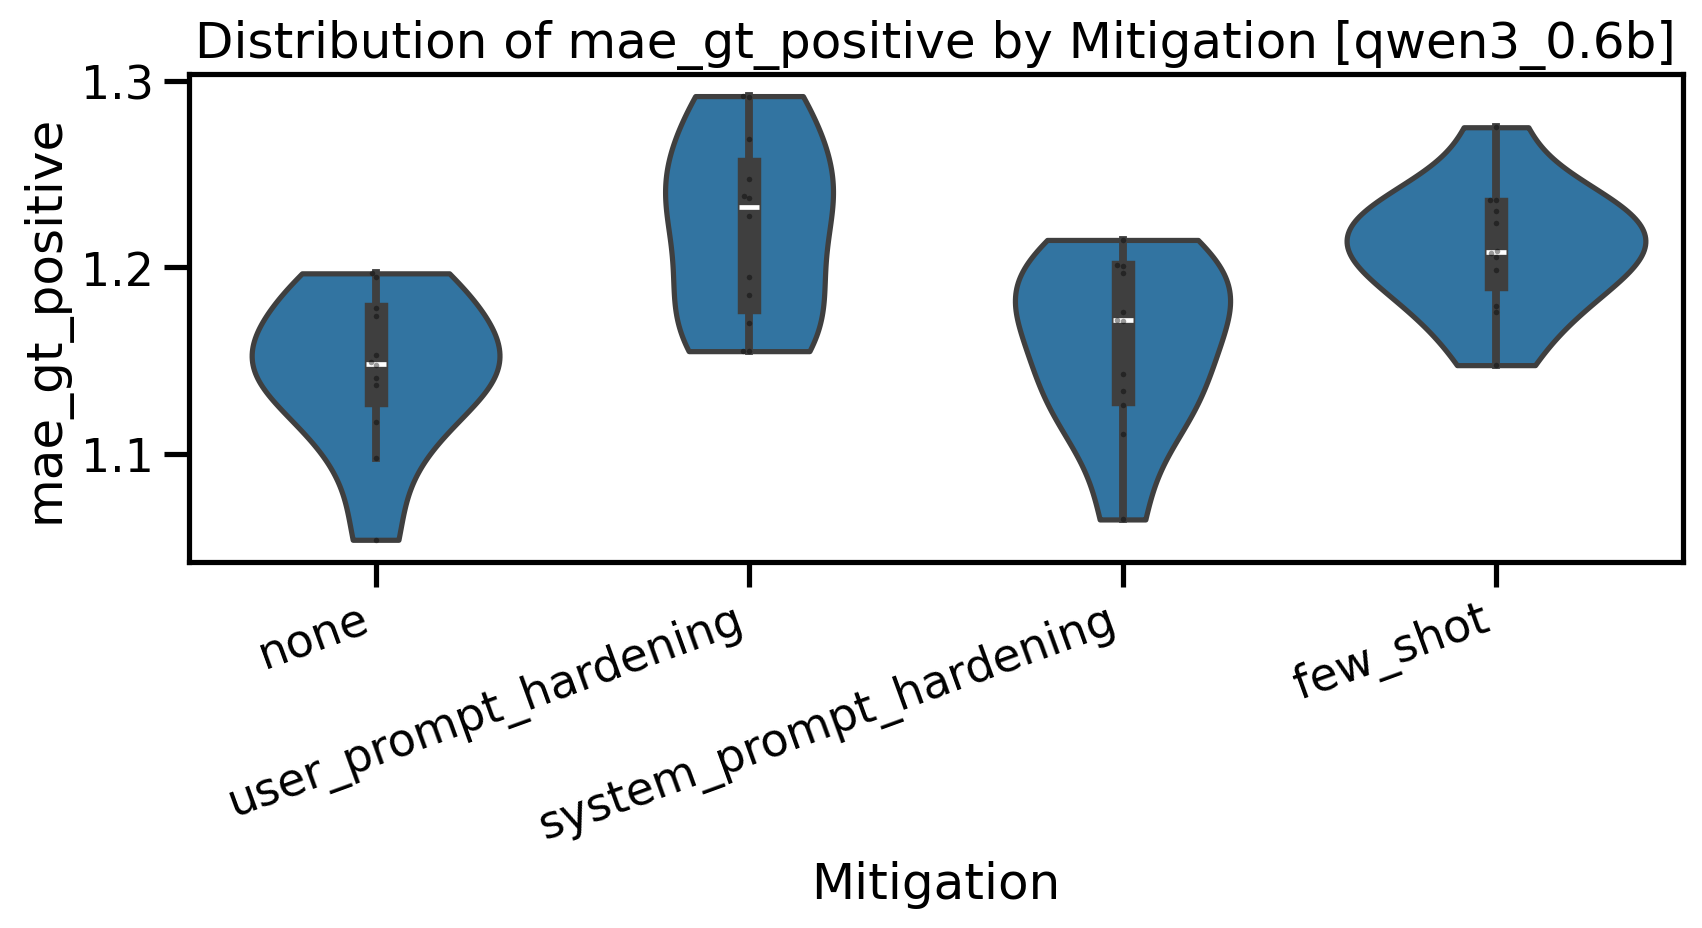 Distribution of mae_gt_positive by Mitigation [qwen3_0.6b]
mae_gt_positive
1.3
1.2
1.1
none
user_prompt_hardening
system_prompt_hardening
few_shot
Mitigation